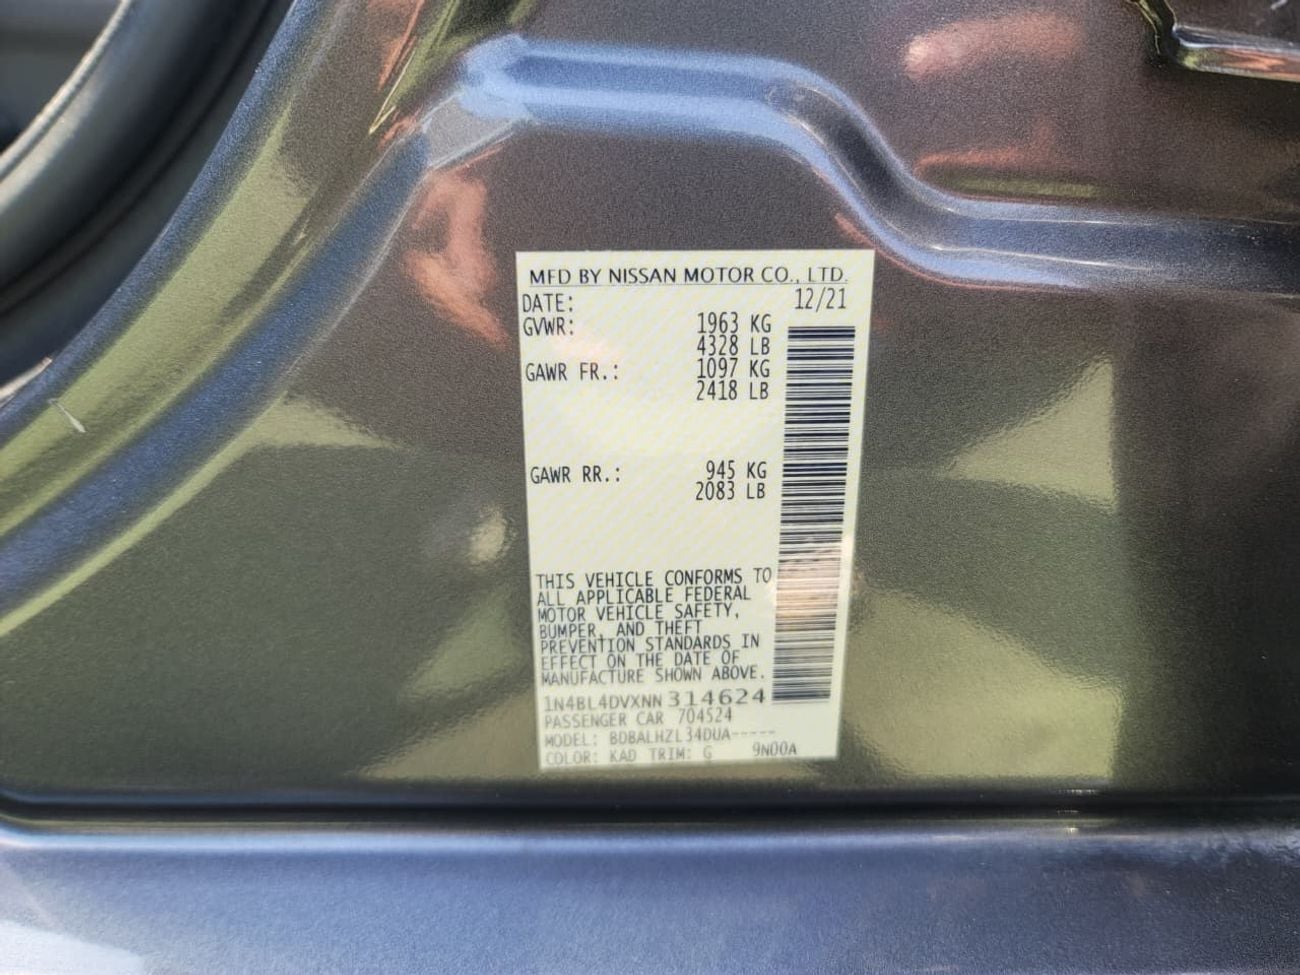 MFD BY NISSAN MOTOR CO., LTD.
DATE: 12/21
GVWR: 1963 KG
4328 LB
GAWR FR.: 1097 KG
2418 LB
GAWR RR.: 945 KG
2083 LB
THIS VEHICLE CONFORMS TO
ALL APPLICABLE FEDERAL
MOTOR VEHICLE SAFETY,
BUMPER, AND THEFT
PREVENTION STANDARDS IN
EFFECT ON THE DATE OF
MANUFACTURE SHOWN ABOVE.
1N4BL4DVXNN314624
PASSENGER CAR 704524
MODEL: BDBALHZL34DUA-----
COLOR: KAD TRIM: G 9N00A